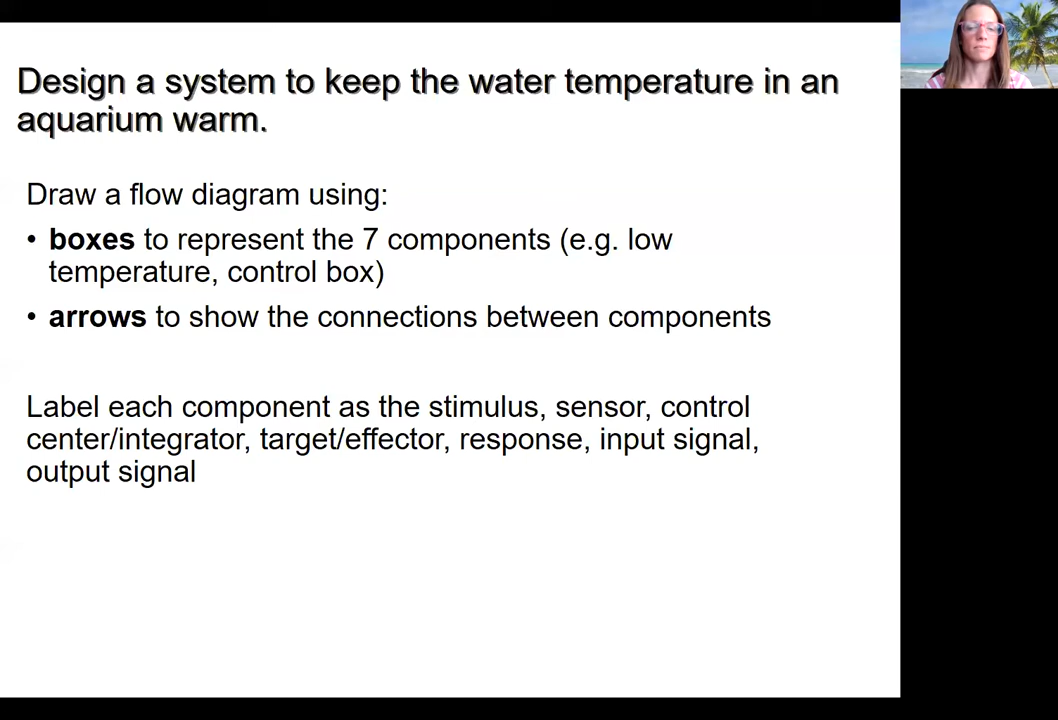 Design a system to keep the water temperature in an
aquarium warm.
Draw a flow diagram using:
• boxes to represent the 7 components (e.g. low
temperature, control box)
• arrows to show the connections between components
Label each component as the stimulus, sensor, control
center/integrator, target/effector, response, input signal,
output signal